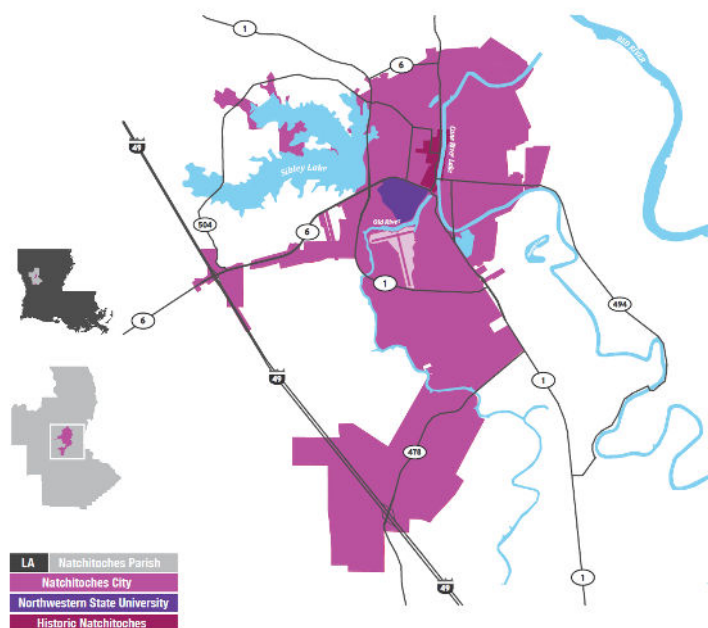 1
6
RED RIVER
49
Cane River Lake
Sibley Lake
504
6
Old River
1
494
6
49
1
478
1
49
LA
Natchitoches Parish
Natchitoches City
Northwestern State University
Historic Natchitoches